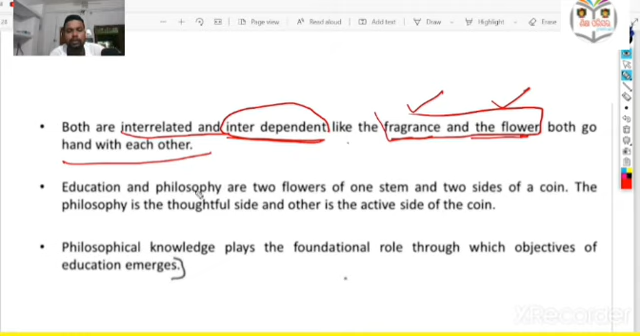 28
Page view
Read aloud
Add text
Draw
Highlight
Erase
• Both are interrelated and inter dependent like the fragrance and the flower both go
hand with each other.
• Education and philosophy are two flowers of one stem and two sides of a coin. The
philosophy is the thoughtful side and other is the active side of the coin.
• Philosophical knowledge plays the foundational role through which objectives of
education emerges.
XRecorder